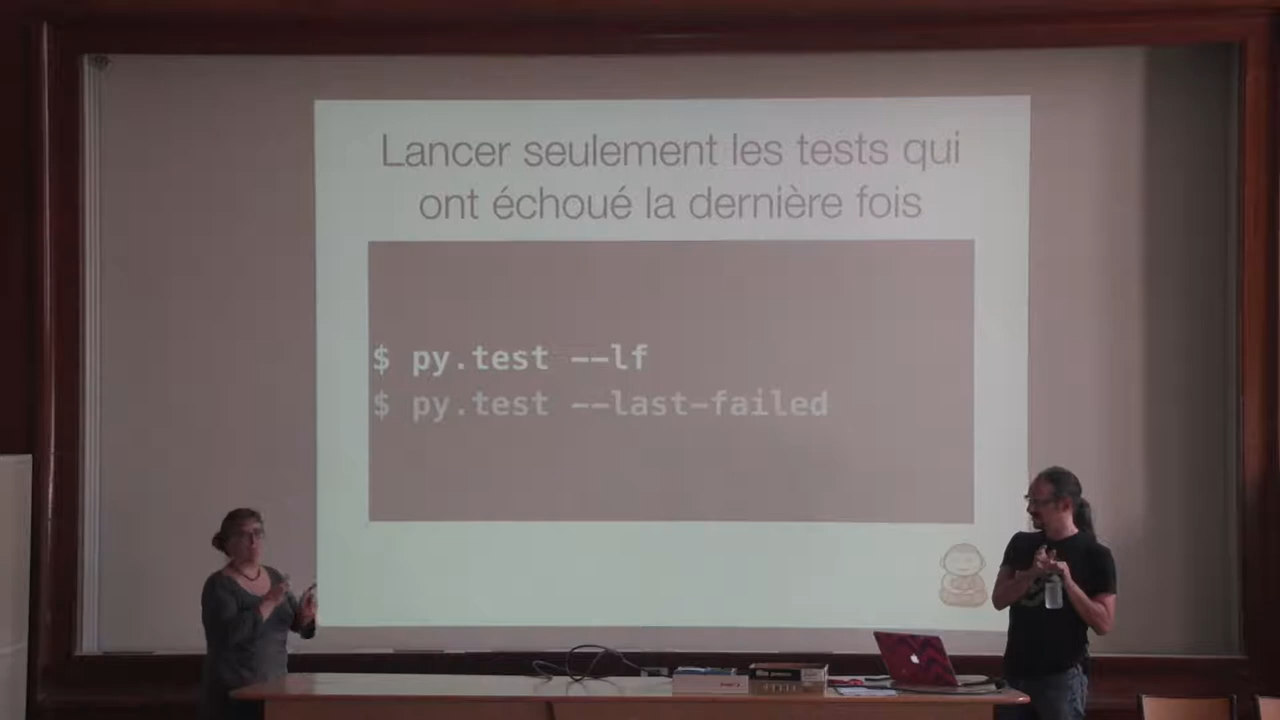 Lancer seulement les tests qui
ont échoué la dernière fois
$ py.test --lf
$ py.test --last-failed